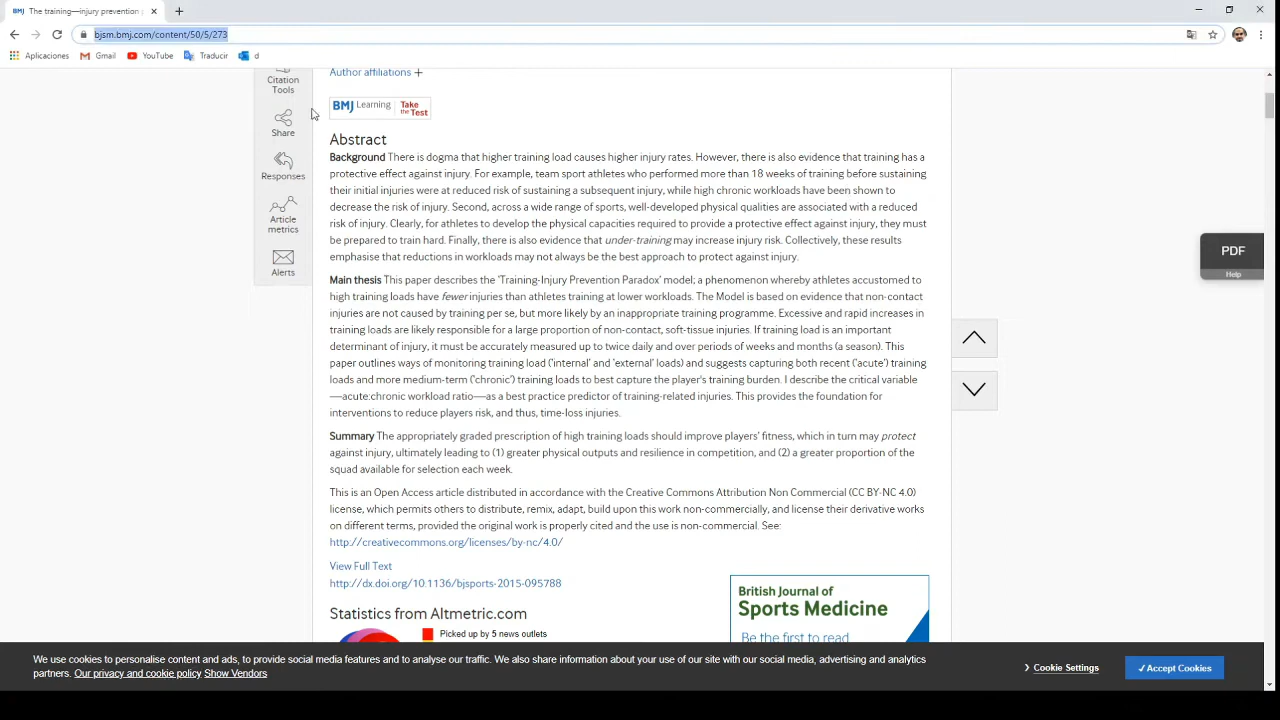 BMJ The training—injury prevention
bjsm.bmj.com/content/50/5/273
Aplicaciones Gmail YouTube Traducir d
Author affiliations +
Citation
Tools
BMJ Learning Take
the Test
Share
Abstract
Background There is dogma that higher training load causes higher injury rates. However, there is also evidence that training has a
protective effect against injury. For example, team sport athletes who performed more than 18 weeks of training before sustaining
their initial injuries were at reduced risk of sustaining a subsequent injury, while high chronic workloads have been shown to
decrease the risk of injury. Second, across a wide range of sports, well-developed physical qualities are associated with a reduced
risk of injury. Clearly, for athletes to develop the physical capacities required to provide a protective effect against injury, they must
be prepared to train hard. Finally, there is also evidence that under-training may increase injury risk. Collectively, these results
emphasise that reductions in workloads may not always be the best approach to protect against injury.
Responses
Article
metrics
Alerts
PDF
Help
Main thesis This paper describes the ‘Training-Injury Prevention Paradox’ model; a phenomenon whereby athletes accustomed to
high training loads have fewer injuries than athletes training at lower workloads. The Model is based on evidence that non-contact
injuries are not caused by training per se, but more likely by an inappropriate training programme. Excessive and rapid increases in
training loads are likely responsible for a large proportion of non-contact, soft-tissue injuries. If training load is an important
determinant of injury, it must be accurately measured up to twice daily and over periods of weeks and months (a season). This
paper outlines ways of monitoring training load (‘internal’ and ‘external’ loads) and suggests capturing both recent (‘acute’) training
loads and more medium-term (‘chronic’) training loads to best capture the player's training burden. I describe the critical variable
—acute:chronic workload ratio—as a best practice predictor of training-related injuries. This provides the foundation for
interventions to reduce players risk, and thus, time-loss injuries.
Summary The appropriately graded prescription of high training loads should improve players’ fitness, which in turn may protect
against injury, ultimately leading to (1) greater physical outputs and resilience in competition, and (2) a greater proportion of the
squad available for selection each week.
This is an Open Access article distributed in accordance with the Creative Commons Attribution Non Commercial (CC BY-NC 4.0)
license, which permits others to distribute, remix, adapt, build upon this work non-commercially, and license their derivative works
on different terms, provided the original work is properly cited and the use is non-commercial. See:
http://creativecommons.org/licenses/by-nc/4.0/
View Full Text
http://dx.doi.org/10.1136/bjsports-2015-095788
Statistics from Altmetric.com
Picked up by 5 news outlets
British Journal of
Sports Medicine
Be the first to read
We use cookies to personalise content and ads, to provide social media features and to analyse our traffic. We also share information about your use of our site with our social media, advertising and analytics
partners. Our privacy and cookie policy Show Vendors
Cookie Settings
✓Accept Cookies